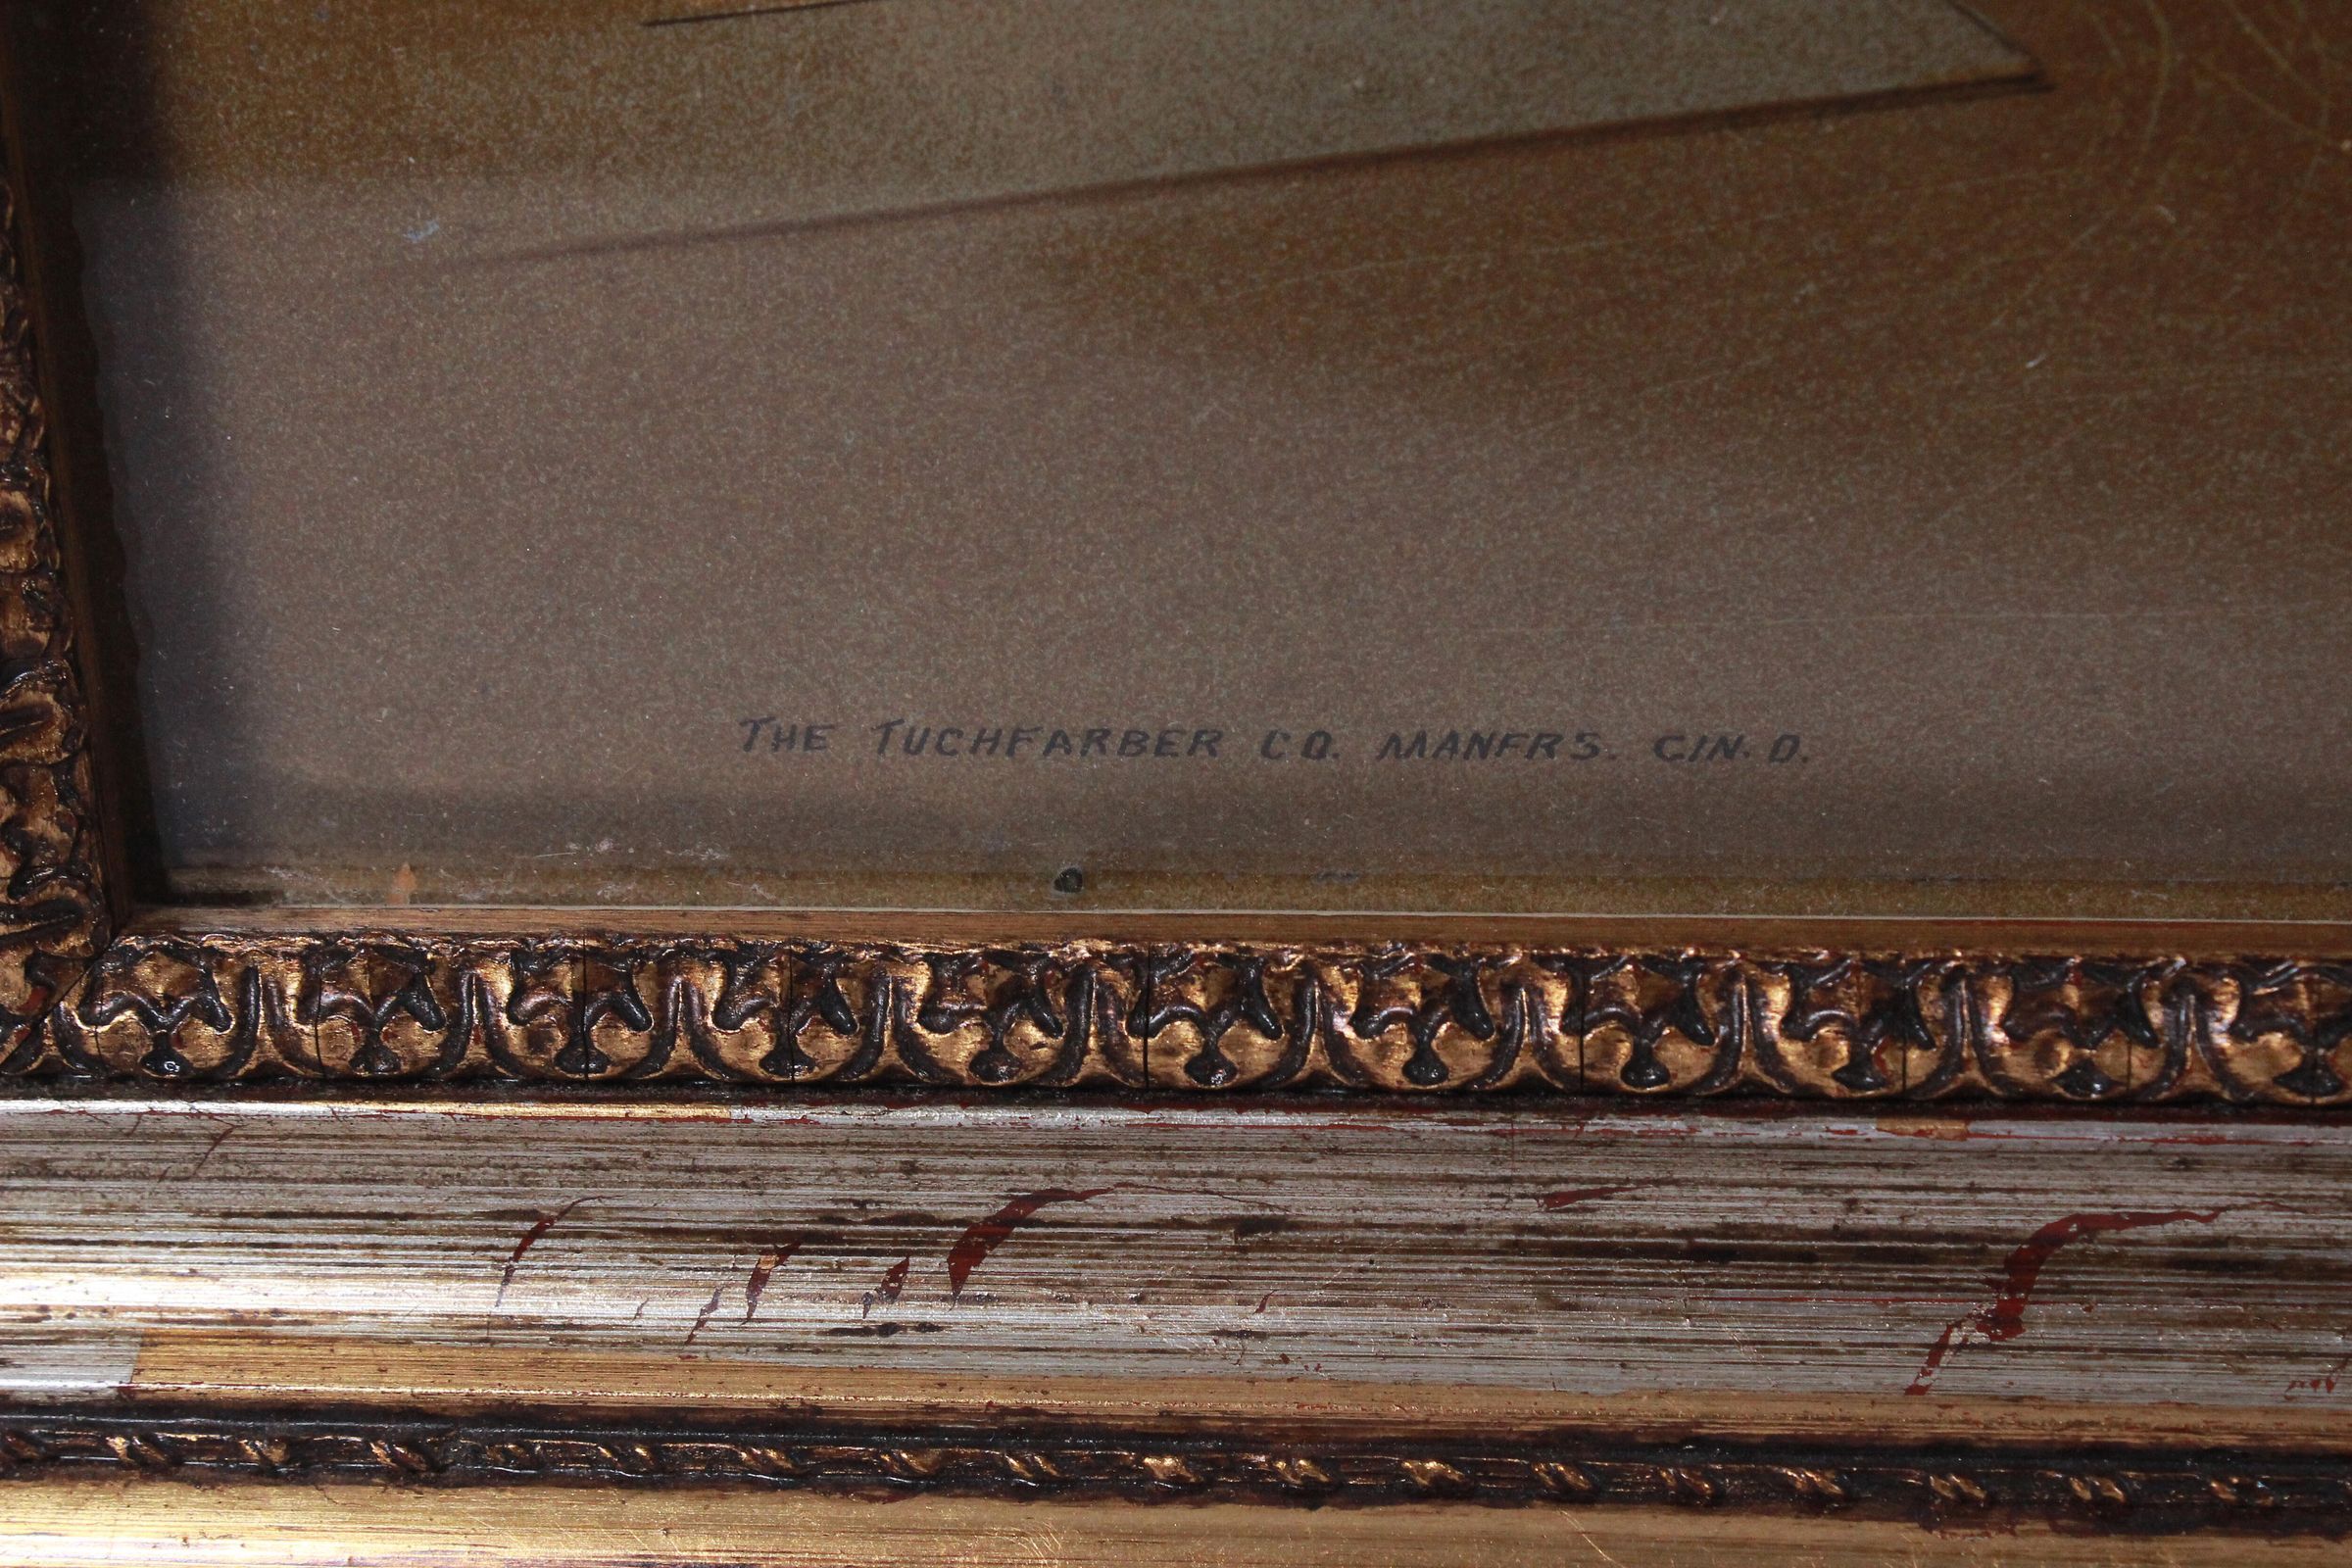 THE TUCHFARBER CO. MANFRS. CIN. O.